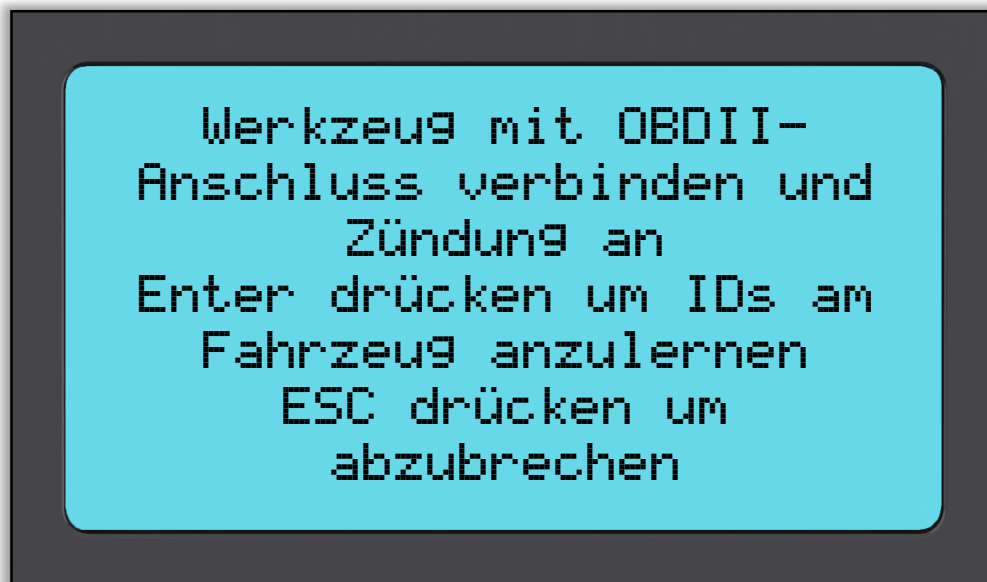 Werkzeug mit OBDII-
Anschluss verbinden und
Zündung an
Enter drücken um IDs am
Fahrzeug anzulernen
ESC drücken um
abzubrechen